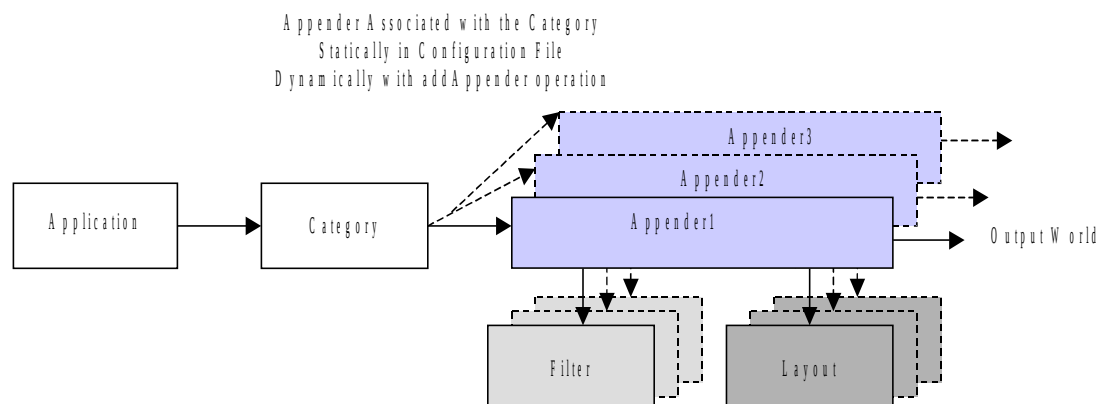 Appender Associated with the Category
Statically in Configuration File
Dynamically with addAppender operation
Appender3
Appender2
Appender1
Application
Category
Output World
Filter
Layout